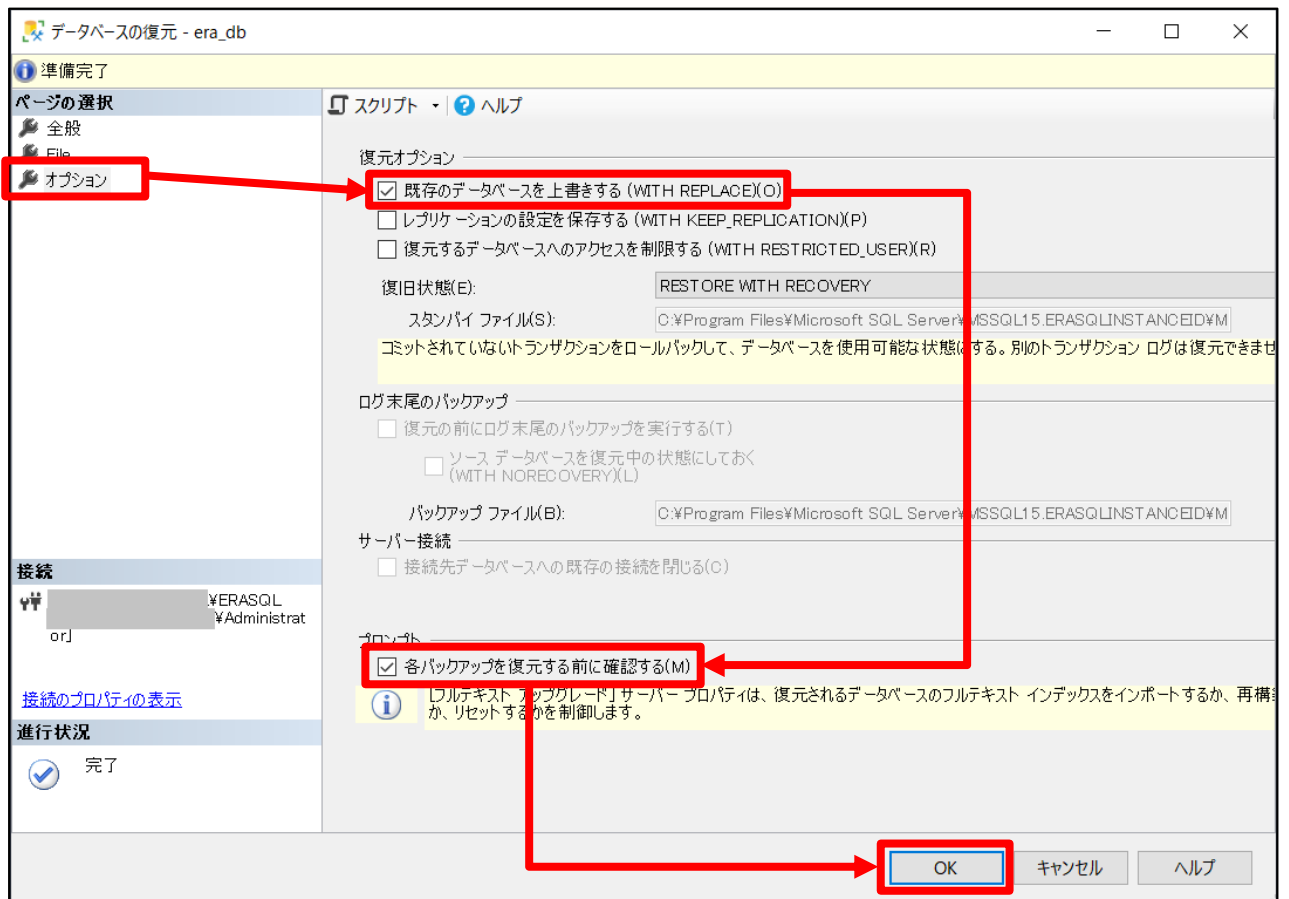 データベースの復元 - era_db
準備完了
ページの選択
全般
File
オプション
スクリプト
ヘルプ
復元オプション
既存のデータベースを上書きする (WITH REPLACE)(O)
レプリケーションの設定を保存する (WITH KEEP_REPLICATION)(P)
復元するデータベースへのアクセスを制限する (WITH RESTRICTED_USER)(R)
復旧状態(E):
RESTORE WITH RECOVERY
スタンバイ ファイル(S):
C:¥Program Files¥Microsoft SQL Server¥MSSQL15.ERASQLINSTANCEID¥M
コミットされていないトランザクションをロールバックして、データベースを使用可能な状態にする。別のトランザクション ログは復元できませ
ログ末尾のバックアップ
復元の前にログ末尾のバックアップを実行する(T)
ソース データベースを復元中の状態にしておく
(WITH NORECOVERY)(L)
バックアップ ファイル(B):
C:¥Program Files¥Microsoft SQL Server¥MSSQL15.ERASQLINSTANCEID¥M
サーバー接続
接続先データベースへの既存の接続を閉じる(C)
接続
¥ERASQL
¥Administrat
or]
接続のプロパティの表示
進行状況
完了
プロンプト
各バックアップを復元する前に確認する(M)
[フルテキスト アップグレード] サーバー プロパティは、復元されるデータベースのフルテキスト インデックスをインポートするか、再構
か、リセットするかを制御します。
OK
キャンセル
ヘルプ